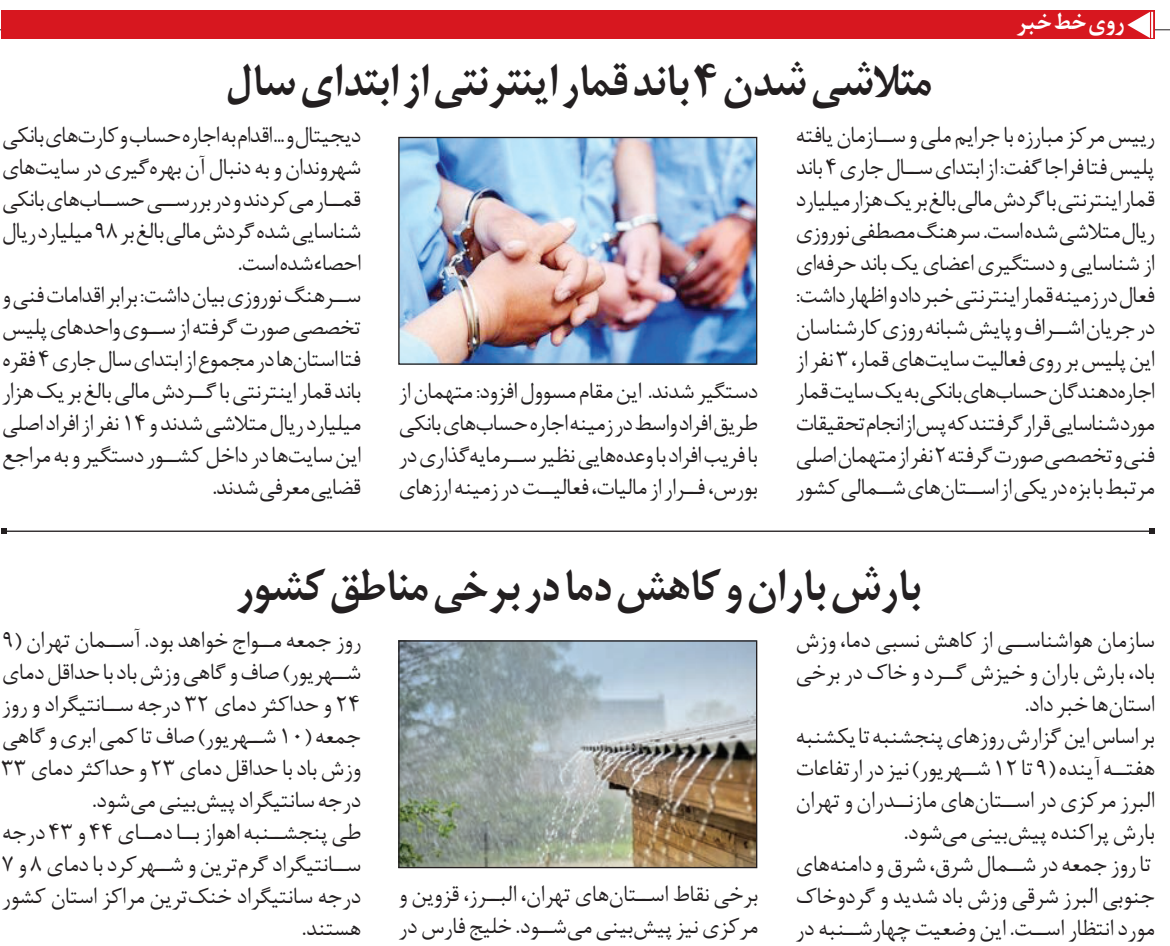 روی خط خبر
متلاشی شدن ۴ باند قمار اینترنتی از ابتدای سال
رییس مرکز مبارزه با جرایم ملی و سازمان یافته
پلیس فتا فراجا گفت: از ابتدای سال جاری ۴ باند
قمار اینترنتی با گردش مالی بالغ بر یک هزار میلیارد
ریال متلاشی شده است. سرهنگ مصطفی نوروزی
از شناسایی و دستگیری اعضای یک باند حرفه‌ای
فعال در زمینه قمار اینترنتی خبر داد و اظهار داشت:
در جریان اشراف و پایش شبانه روزی کارشناسان
این پلیس بر روی فعالیت سایت‌های قمار، ۳ نفر از
اجاره‌دهندگان حساب‌های بانکی به یک سایت قمار
مورد شناسایی قرار گرفتند که پس از انجام تحقیقات
فنی و تخصصی صورت گرفته ۲ نفر از متهمان اصلی
مرتبط با بزه در یکی از استان‌های شمالی کشور
دستگیر شدند. این مقام مسوول افزود: متهمان از
طریق افراد واسط در زمینه اجاره حساب‌های بانکی
با فریب افراد با وعده‌هایی نظیر سرمایه گذاری در
بورس، فرار از مالیات، فعالیت در زمینه ارزهای
دیجیتال و ... اقدام به اجاره حساب و کارت‌های بانکی
شهروندان و به دنبال آن بهره گیری در سایت‌های
قمار می کردند و در بررسی حساب‌های بانکی
شناسایی شده گردش مالی بالغ بر ۹۸ میلیارد ریال
احصاء شده است.
سرهنگ نوروزی بیان داشت: برابر اقدامات فنی و
تخصصی صورت گرفته از سوی واحدهای پلیس
فتا استان‌ها در مجموع از ابتدای سال جاری ۴ فقره
باند قمار اینترنتی با گردش مالی بالغ بر یک هزار
میلیارد ریال متلاشی شدند و ۱۴ نفر از افراد اصلی
این سایت‌ها در داخل کشور دستگیر و به مراجع
قضایی معرفی شدند.
بارش باران و کاهش دما در برخی مناطق کشور
سازمان هواشناسی از کاهش نسبی دما، وزش
باد، بارش باران و خیزش گرد و خاک در برخی
استان‌ها خبر داد.
بر اساس این گزارش روزهای پنجشنبه تا یکشنبه
هفته آینده (۹ تا ۱۲ شهریور) نیز در ارتفاعات
البرز مرکزی در استان‌های مازندران و تهران
بارش پراکنده پیش‌بینی می‌شود.
تا روز جمعه در شمال شرق، شرق و دامنه‌های
جنوبی البرز شرقی وزش باد شدید و گردوخاک
مورد انتظار است. این وضعیت چهارشنبه در
برخی نقاط استان‌های تهران، البرز، قزوین و
مرکزی نیز پیش‌بینی می‌شود. خلیج فارس در
روز جمعه مواج خواهد بود. آسمان تهران (۹
شهریور) صاف و گاهی وزش باد با حداقل دمای
۲۴ و حداکثر دمای ۳۲ درجه سانتیگراد و روز
جمعه (۱۰ شهریور) صاف تا کمی ابری و گاهی
وزش باد با حداقل دمای ۲۳ و حداکثر دمای ۳۳
درجه سانتیگراد پیش‌بینی می‌شود.
طی پنجشنبه اهواز با دمای ۴۴ و ۴۳ درجه
سانتیگراد گرم‌ترین و شهر کرد با دمای ۸ و ۷
درجه سانتیگراد خنک‌ترین مراکز استان کشور
هستند.